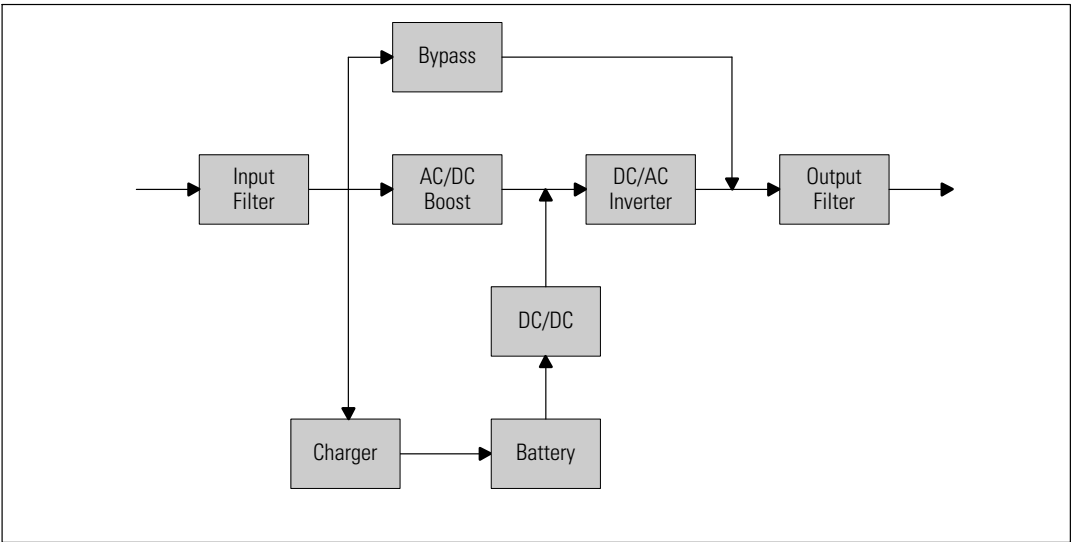 Bypass
Input
Filter
AC/DC
Boost
DC/AC
Inverter
Output
Filter
DC/DC
Charger
Battery